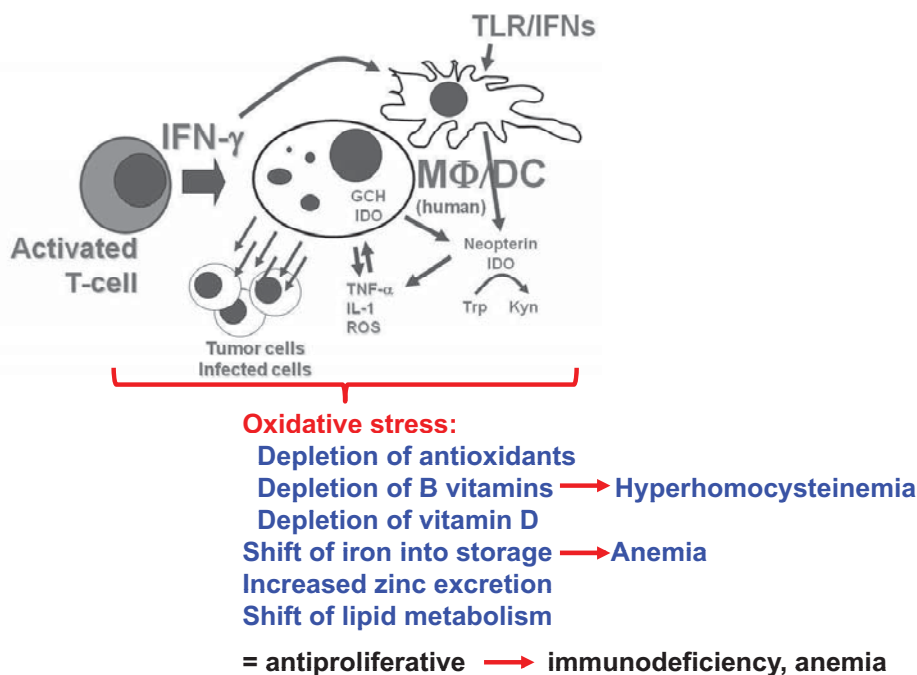 TLR/IFNs
IFN-γ
MΦ/DC
(human)
GCH
IDO
Activated
T-cell
Neopterin
IDO
Trp Kyn
TNF-α
IL-1
ROS
Tumor cells
Infected cells
Oxidative stress:
Depletion of antioxidants
Depletion of B vitamins → Hyperhomocysteinemia
Depletion of vitamin D
Shift of iron into storage → Anemia
Increased zinc excretion
Shift of lipid metabolism
= antiproliferative → immunodeficiency, anemia